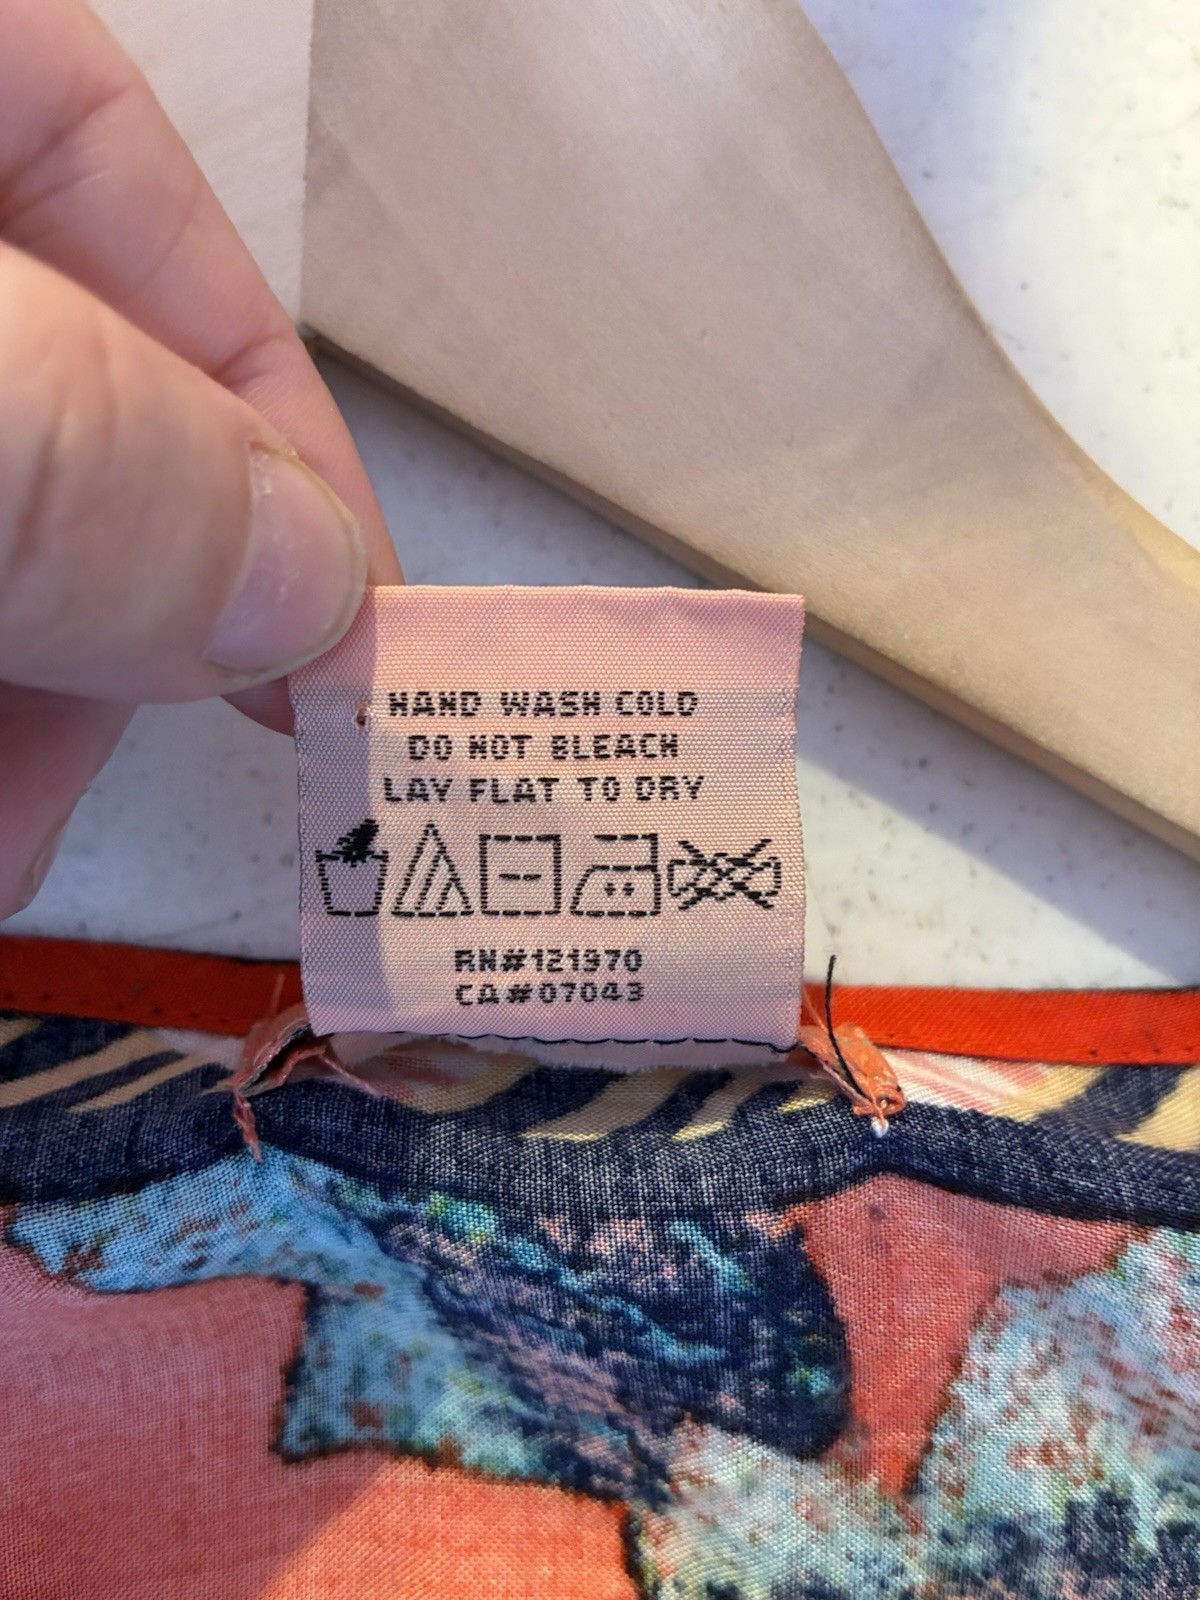 HAND WASH COLD
DO NOT BLEACH
LAY FLAT TO DRY
RN#121970
CA#07043